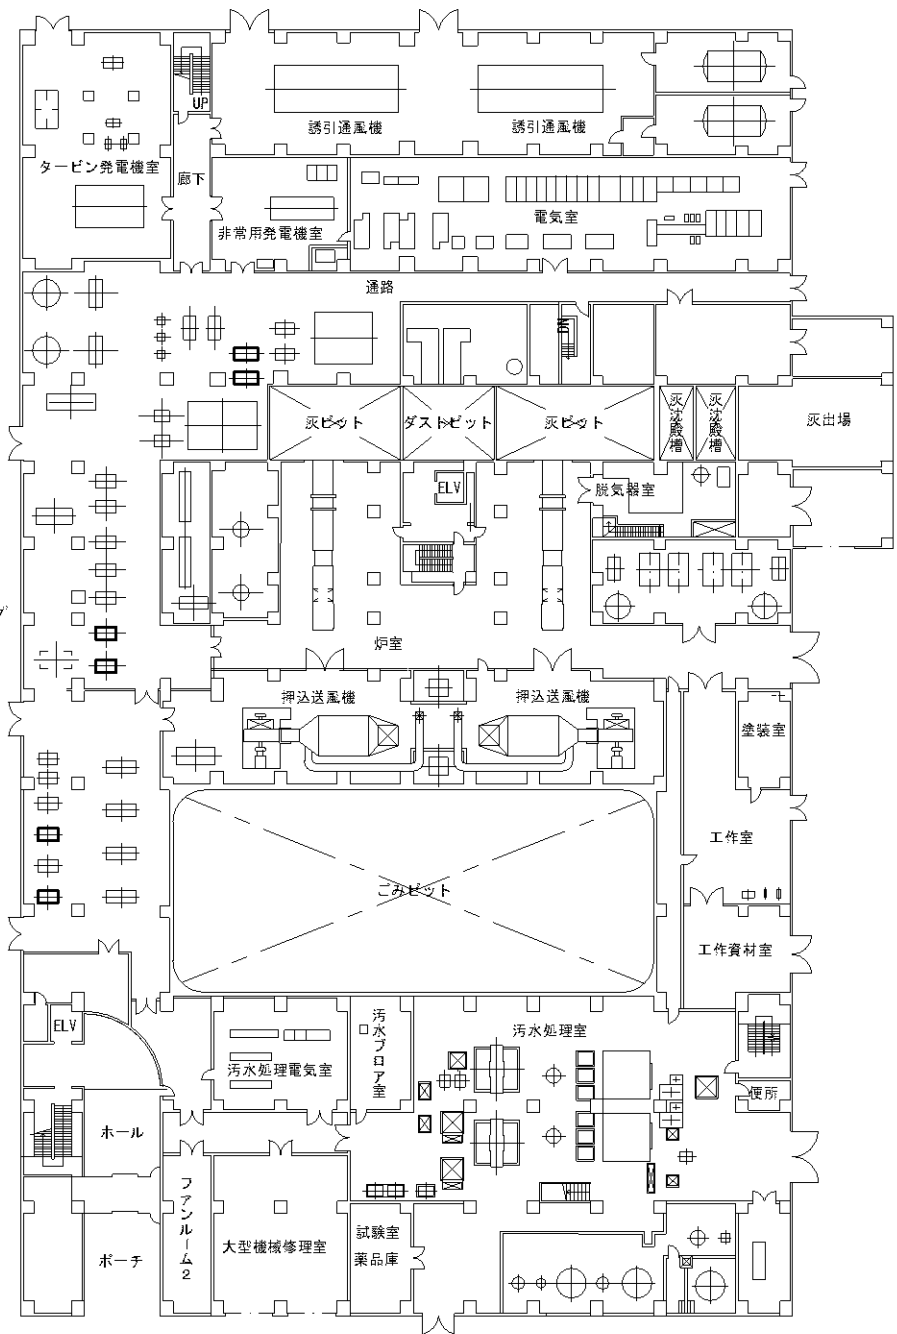 UP
誘引通風機
誘引通風機
タービン発電機室
廊下
非常用発電機室
電気室
通路
DN
灰ピット
ダストピット
灰ピット
灰沈殿槽
灰沈殿槽
灰出場
ELV
脱気器室
炉室
押込送風機
押込送風機
塗装室
工作室
ごみピット
工作資材室
ELV
汚水処理電気室
汚水ブロア室
汚水処理室
便所
ホール
ファンルーム2
大型機械修理室
試験室
薬品庫
ポーチ